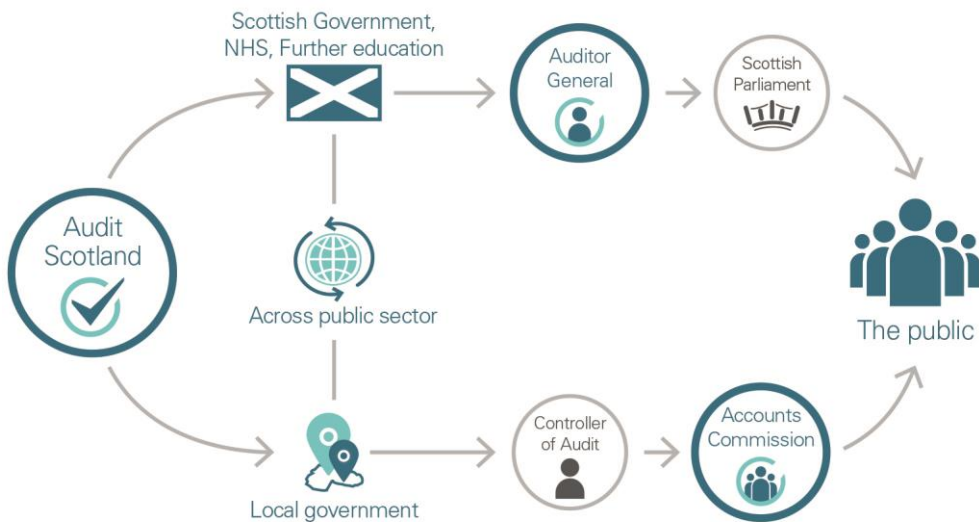 Scottish Government,
NHS, Further education
Auditor
General
Scottish
Parliament
Audit
Scotland
Across public sector
The public
Local government
Controller
of Audit
Accounts
Commission